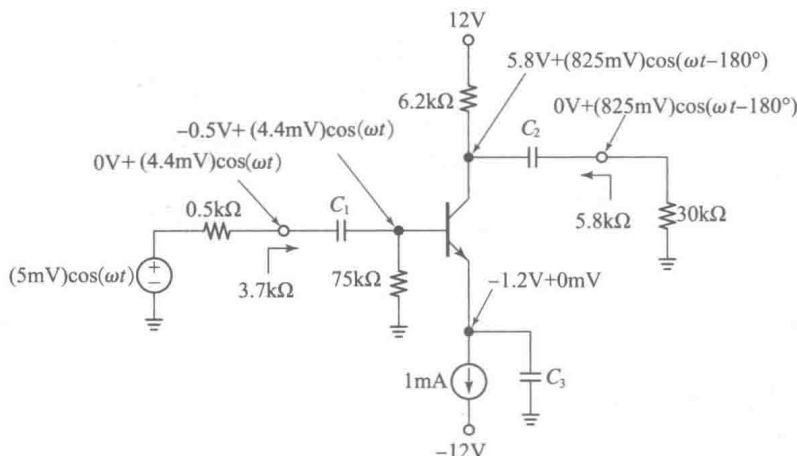 12V
5.8V+(825mV)cos(ωt−180°)
6.2kΩ
0V+(825mV)cos(ωt−180°)
−0.5V+ (4.4mV)cos(ωt)
C₂
0V+ (4.4mV)cos(ωt)
0.5kΩ
C₁
5.8kΩ
30kΩ
(5mV)cos(ωt)
+
−
3.7kΩ
75kΩ
−1.2V+0mV
1mA
C₃
−12V